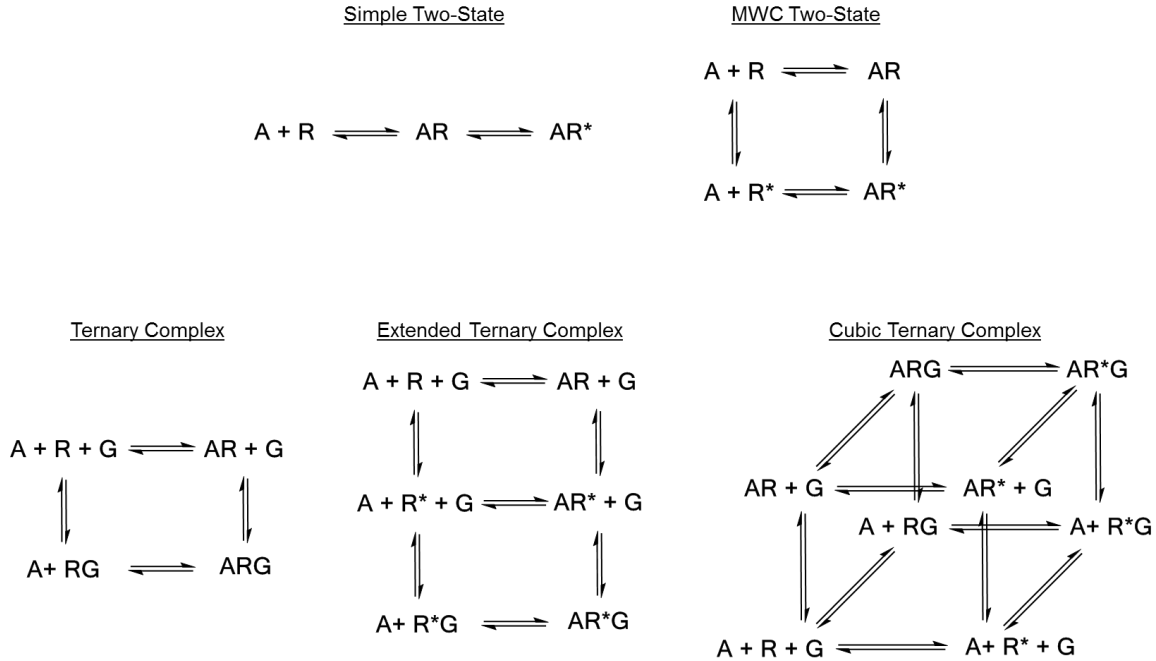 Simple Two-State
MWC Two-State
A + R
AR
A + R
AR
AR*
A + R*
AR*
Ternary Complex
Extended Ternary Complex
Cubic Ternary Complex
A + R + G
AR + G
A+ RG
ARG
A + R + G
AR + G
A + R* + G
AR* + G
A+ R*G
AR*G
ARG
AR*G
AR + G
AR* + G
A + RG
A+ R*G
A + R + G
A+ R* + G